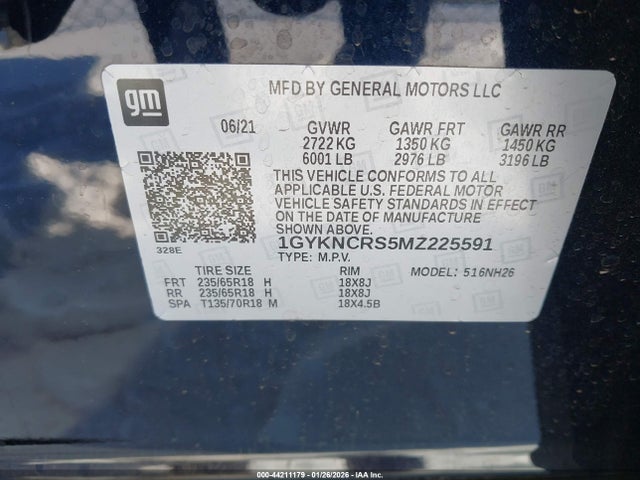 gm
MFD BY GENERAL MOTORS LLC
06/21 GVWR GAWR FRT GAWR RR
2722 KG 1350 KG 1450 KG
6001 LB 2976 LB 3196 LB
THIS VEHICLE CONFORMS TO ALL
APPLICABLE U.S. FEDERAL MOTOR
VEHICLE SAFETY STANDARDS IN EFFECT
ON THE DATE OF MANUFACTURE
SHOWN ABOVE.
328E
1GYKNCRS5MZ225591
TYPE: M.P.V.
TIRE SIZE RIM MODEL: 516NH26
FRT 235/65R18 H 18X8J
RR 235/65R18 H 18X8J
SPA T135/70R18 M 18X4.5B
000-44211179 | 01/26/2026 | IAA Inc.